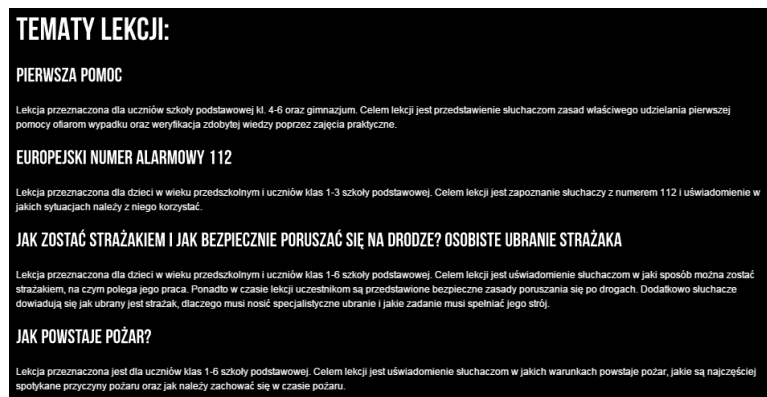 TEMATY LEKCJI:
PIERWSZA POMOC
Lekcja przeznaczona dla uczniów szkoły podstawowej kl. 4-6 oraz gimnazjum. Celem lekcji jest przedstawienie słuchaczom zasad właściwego udzielania pierwszej
pomocy ofiarom wypadku oraz weryfikacja zdobytej wiedzy poprzez zajęcia praktyczne.
EUROPEJSKI NUMER ALARMOWY 112
Lekcja przeznaczona dla dzieci w wieku przedszkolnym i uczniów klas 1-3 szkoły podstawowej. Celem lekcji jest zapoznanie słuchaczy z numerem 112 i uświadomienie w
jakich sytuacjach należy z niego korzystać.
JAK ZOSTAĆ STRAŻAKIEM I JAK BEZPIECZNIE PORUSZAĆ SIĘ NA DRODZE? OSOBISTE UBRANIE STRAŻAKA
Lekcja przeznaczona dla dzieci w wieku przedszkolnym i uczniów klas 1-6 szkoły podstawowej. Celem lekcji jest uświadomienie słuchaczom w jaki sposób można zostać
strażakiem, na czym polega jego praca. Ponadto w czasie lekcji uczestnikom są przedstawione bezpieczne zasady poruszania się po drogach. Dodatkowo słuchacze
dowiadują się jak ubrany jest strażak, dlaczego musi nosić specjalistyczne ubranie i jakie zadanie musi spełniać jego strój.
JAK POWSTAJE POŻAR?
Lekcja przeznaczona jest dla uczniów klas 1-6 szkoły podstawowej. Celem lekcji jest uświadomienie słuchaczom w jakich warunkach powstaje pożar, jakie są najczęściej
spotykane przyczyny pożaru oraz jak należy zachować się w czasie pożaru.